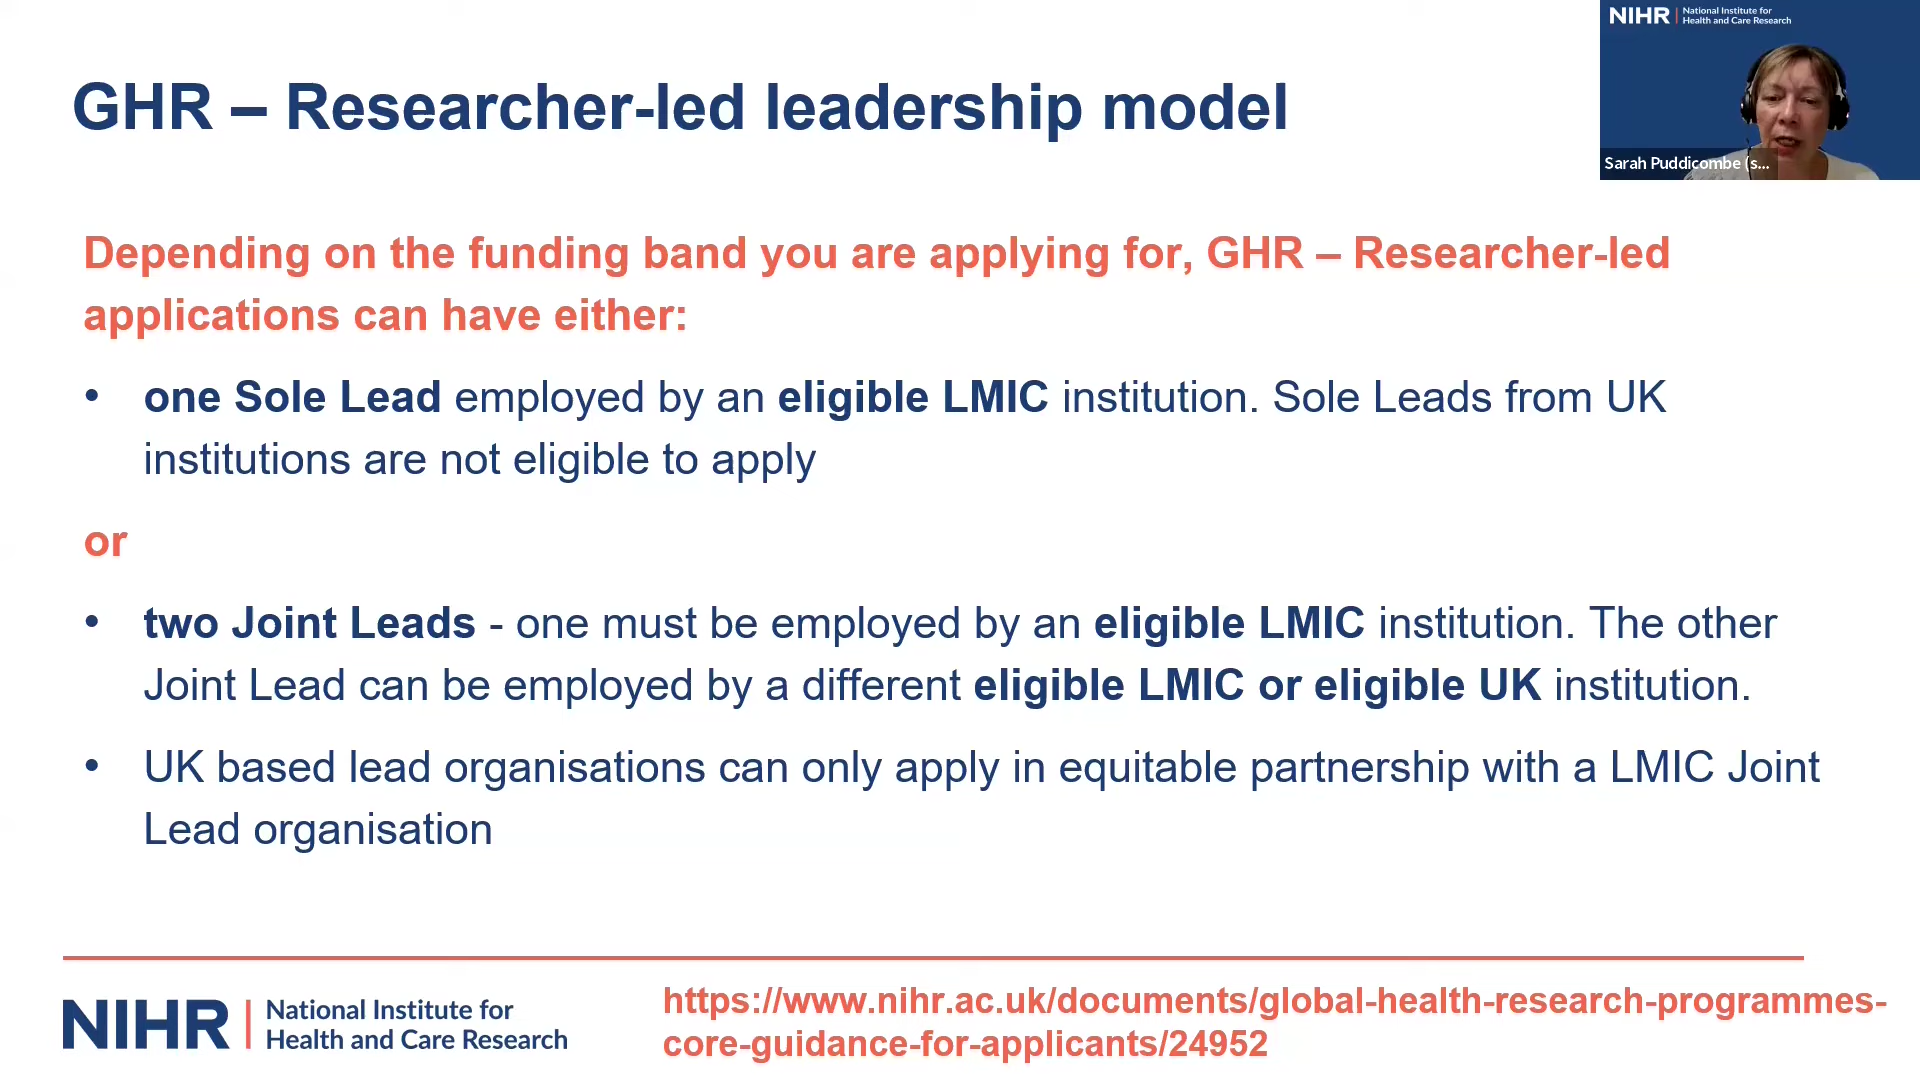 NIHR | National Institute for
Health and Care Research
GHR – Researcher-led leadership model
Sarah Puddicombe (s...
Depending on the funding band you are applying for, GHR – Researcher-led
applications can have either:
• one Sole Lead employed by an eligible LMIC institution. Sole Leads from UK
institutions are not eligible to apply
or
• two Joint Leads - one must be employed by an eligible LMIC institution. The other
Joint Lead can be employed by a different eligible LMIC or eligible UK institution.
• UK based lead organisations can only apply in equitable partnership with a LMIC Joint
Lead organisation
NIHR | National Institute for
Health and Care Research
https://www.nihr.ac.uk/documents/global-health-research-programmes-
core-guidance-for-applicants/24952